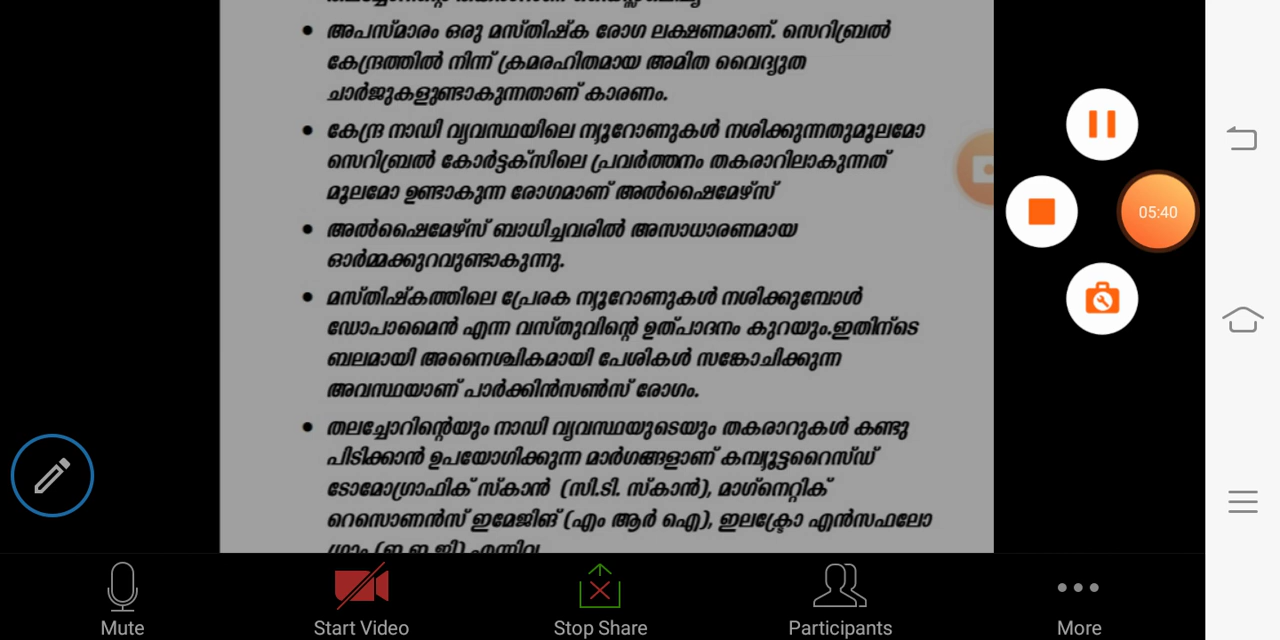 അപസ്മാരം ഒരു മസ്തിഷ്ക രോഗ ലക്ഷണമാണ്. സെറിബ്രൽ
കേന്ദ്രത്തിൽ നിന്ന് ക്രമരഹിതമായ അമിത വൈദ്യുത
ചാർജുകളുണ്ടാകുന്നതാണ് കാരണം.
കേന്ദ്ര നാഡി വ്യവസ്ഥയിലെ ന്യൂറോണുകൾ നശിക്കുന്നതുമൂലമോ
സെറിബ്രൽ കോർട്ടക്സിലെ പ്രവർത്തനം തകരാറിലാകുന്നത്
മൂലമോ ഉണ്ടാകുന്ന രോഗമാണ് അൽഷൈമേഴ്സ്
അൽഷൈമേഴ്സ് ബാധിച്ചവരിൽ അസാധാരണമായ
ഓർമ്മക്കുറവുണ്ടാകുന്നു.
മസ്തിഷ്കത്തിലെ പ്രേരക ന്യൂറോണുകൾ നശിക്കുമ്പോൾ
ഡോപാമൈൻ എന്ന വസ്തുവിന്റെ ഉത്പാദനം കുറയും.ഇതിന്ടെ
ബലമായി അനൈശ്ചികമായി പേശികൾ സങ്കോചിക്കുന്ന
അവസ്ഥയാണ് പാർക്കിൻസൺസ് രോഗം.
തലച്ചോറിന്റെയും നാഡി വ്യവസ്ഥയുടെയും തകരാറുകൾ കണ്ടു
പിടിക്കാൻ ഉപയോഗിക്കുന്ന മാർഗങ്ങളാണ് കമ്പ്യൂട്ടറൈസ്ഡ്
ടോമോഗ്രാഫിക് സ്കാൻ (സി.ടി. സ്കാൻ), മാഗ്നെറ്റിക്
റെസൊണൻസ് ഇമേജിങ് (എം ആർ ഐ), ഇലക്ട്രോ എൻസഫലോ
ഗ്രാം (ഇ.ഇ.ജി) എന്നിവ
05:40
Mute
Start Video
Stop Share
Participants
More